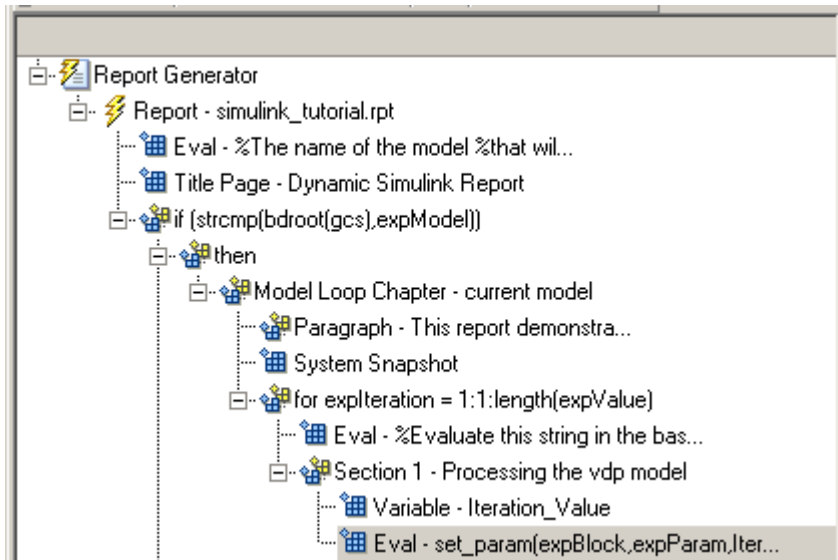 Report Generator
Report - simulink_tutorial.rpt
Eval - %The name of the model %that wil...
Title Page - Dynamic Simulink Report
if (strcmp(bdroot(gcs),expModel))
then
Model Loop Chapter - current model
Paragraph - This report demonstra...
System Snapshot
for expIteration = 1:1:length(expValue)
Eval - %Evaluate this string in the bas...
Section 1 - Processing the vdp model
Variable - Iteration_Value
Eval - set_param(expBlock,expParam,Iter...